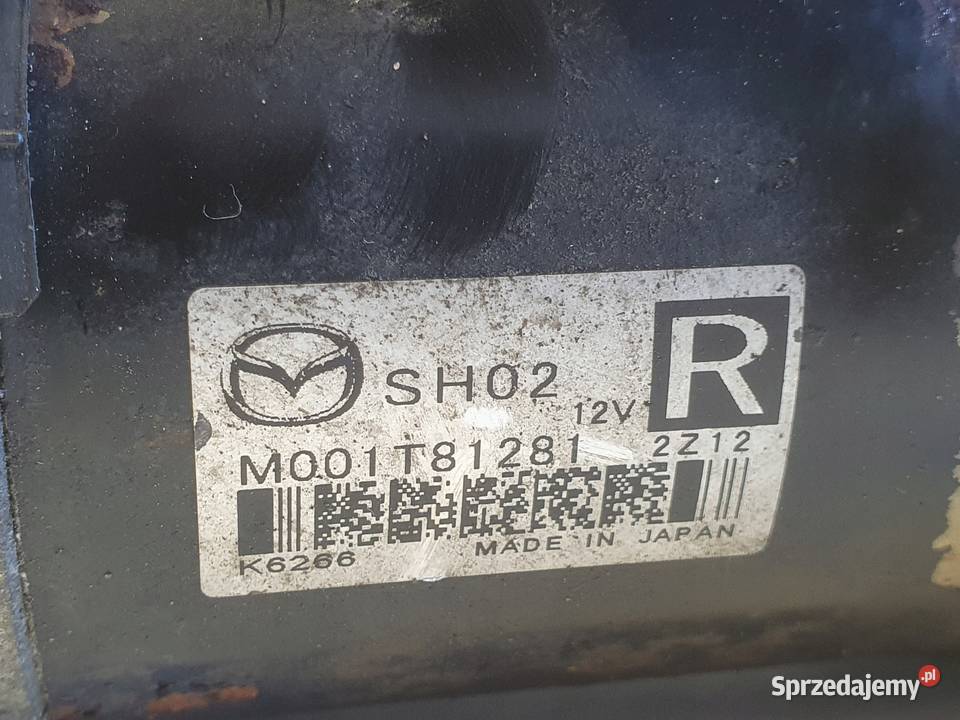 SH02
R
12V
M001T81281
2Z12
K6266
MADE IN JAPAN
Sprzedajemy.pl